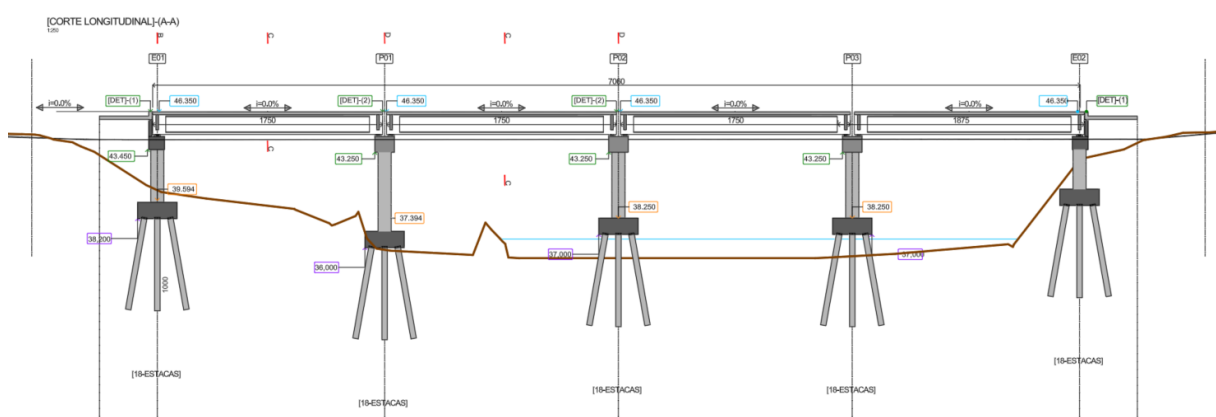 [CORTE LONGITUDINAL]-(A-A)
1:250
B C D C D
E01 P01 P02 P03 E02
7060
i=0.0% [DET]-(1) 46.350 i=0.0% [DET]-(2) 46.350 i=0.0% [DET]-(2) 46.350 i=0.0% i=0.0% 46.350 [DET]-(1)
1750 1750 1750 1875
43.450 C 43.250 43.250 43.250
C
39.594 37.394 38.250 38.250
38,200 36,000 37,000 37,000
1000
[18-ESTACAS] [18-ESTACAS] [18-ESTACAS] [18-ESTACAS] [18-ESTACAS]